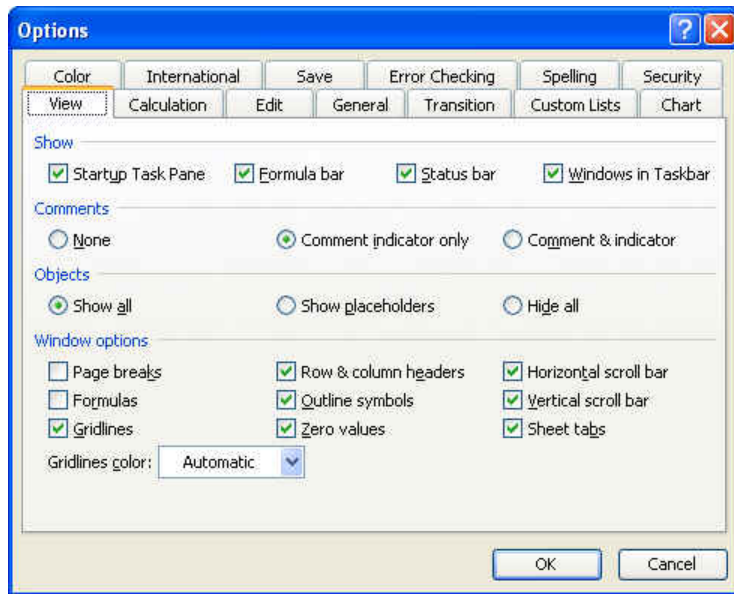 Options
Color International Save Error Checking Spelling Security
View Calculation Edit General Transition Custom Lists Chart
Show
Startup Task Pane Formula bar Status bar Windows in Taskbar
Comments
None Comment indicator only Comment & indicator
Objects
Show all Show placeholders Hide all
Window options
Page breaks Row & column headers Horizontal scroll bar
Formulas Outline symbols Vertical scroll bar
Gridlines Zero values Sheet tabs
Gridlines color: Automatic
OK Cancel